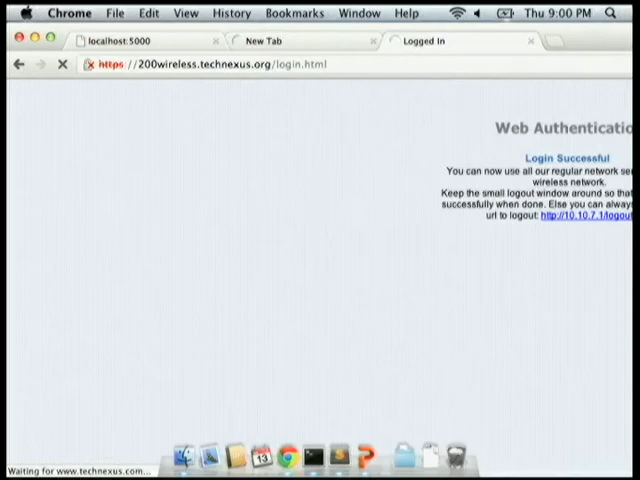 Chrome File Edit View History Bookmarks Window Help Thu 9:00 PM
localhost:5000 New Tab Logged In
https://200wireless.technexus.org/login.html
Web Authenticatio
Login Successful
You can now use all our regular network se
wireless network.
Keep the small logout window around so that
successfully when done. Else you can always
url to logout: http://10.10.7.1/logout
13
Waiting for www.technexus.com...